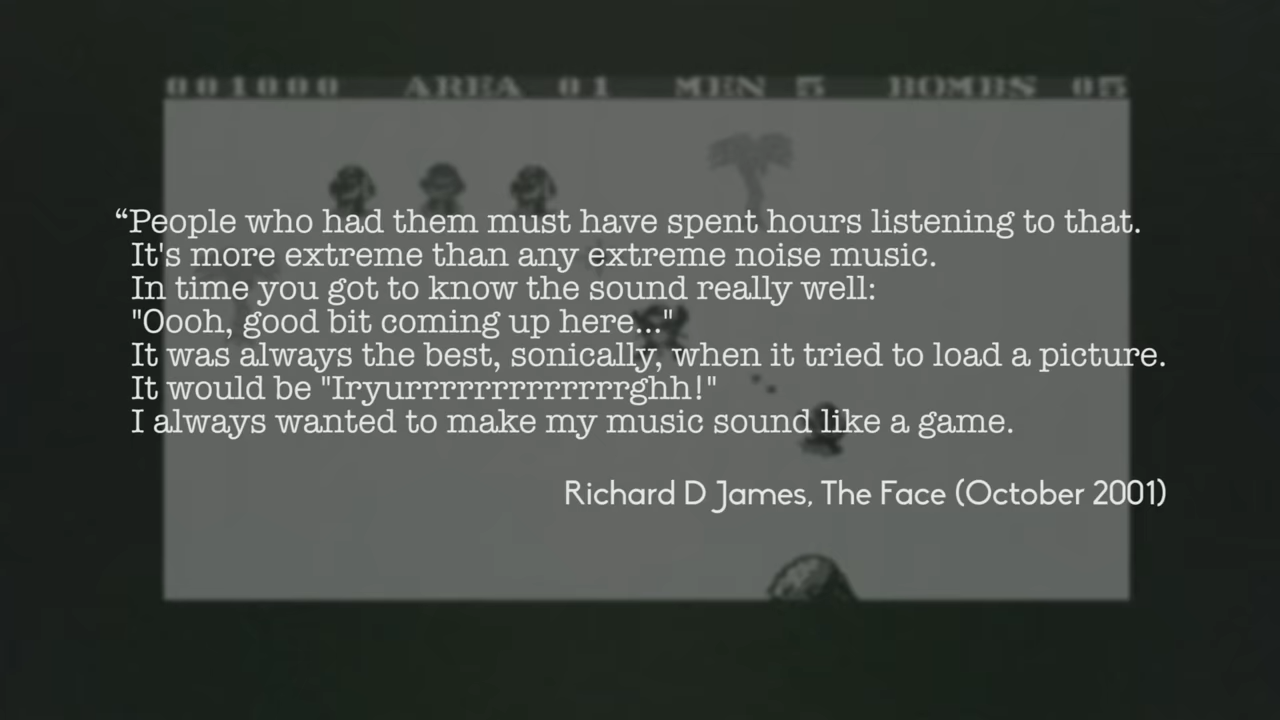 001000 AREA 01 MEN 5 BOMBS 05
“People who had them must have spent hours listening to that.
It's more extreme than any extreme noise music.
In time you got to know the sound really well:
"Oooh, good bit coming up here..."
It was always the best, sonically, when it tried to load a picture.
It would be "Iryurrrrrrrrrrrrrrghh!"
I always wanted to make my music sound like a game.
Richard D James, The Face (October 2001)